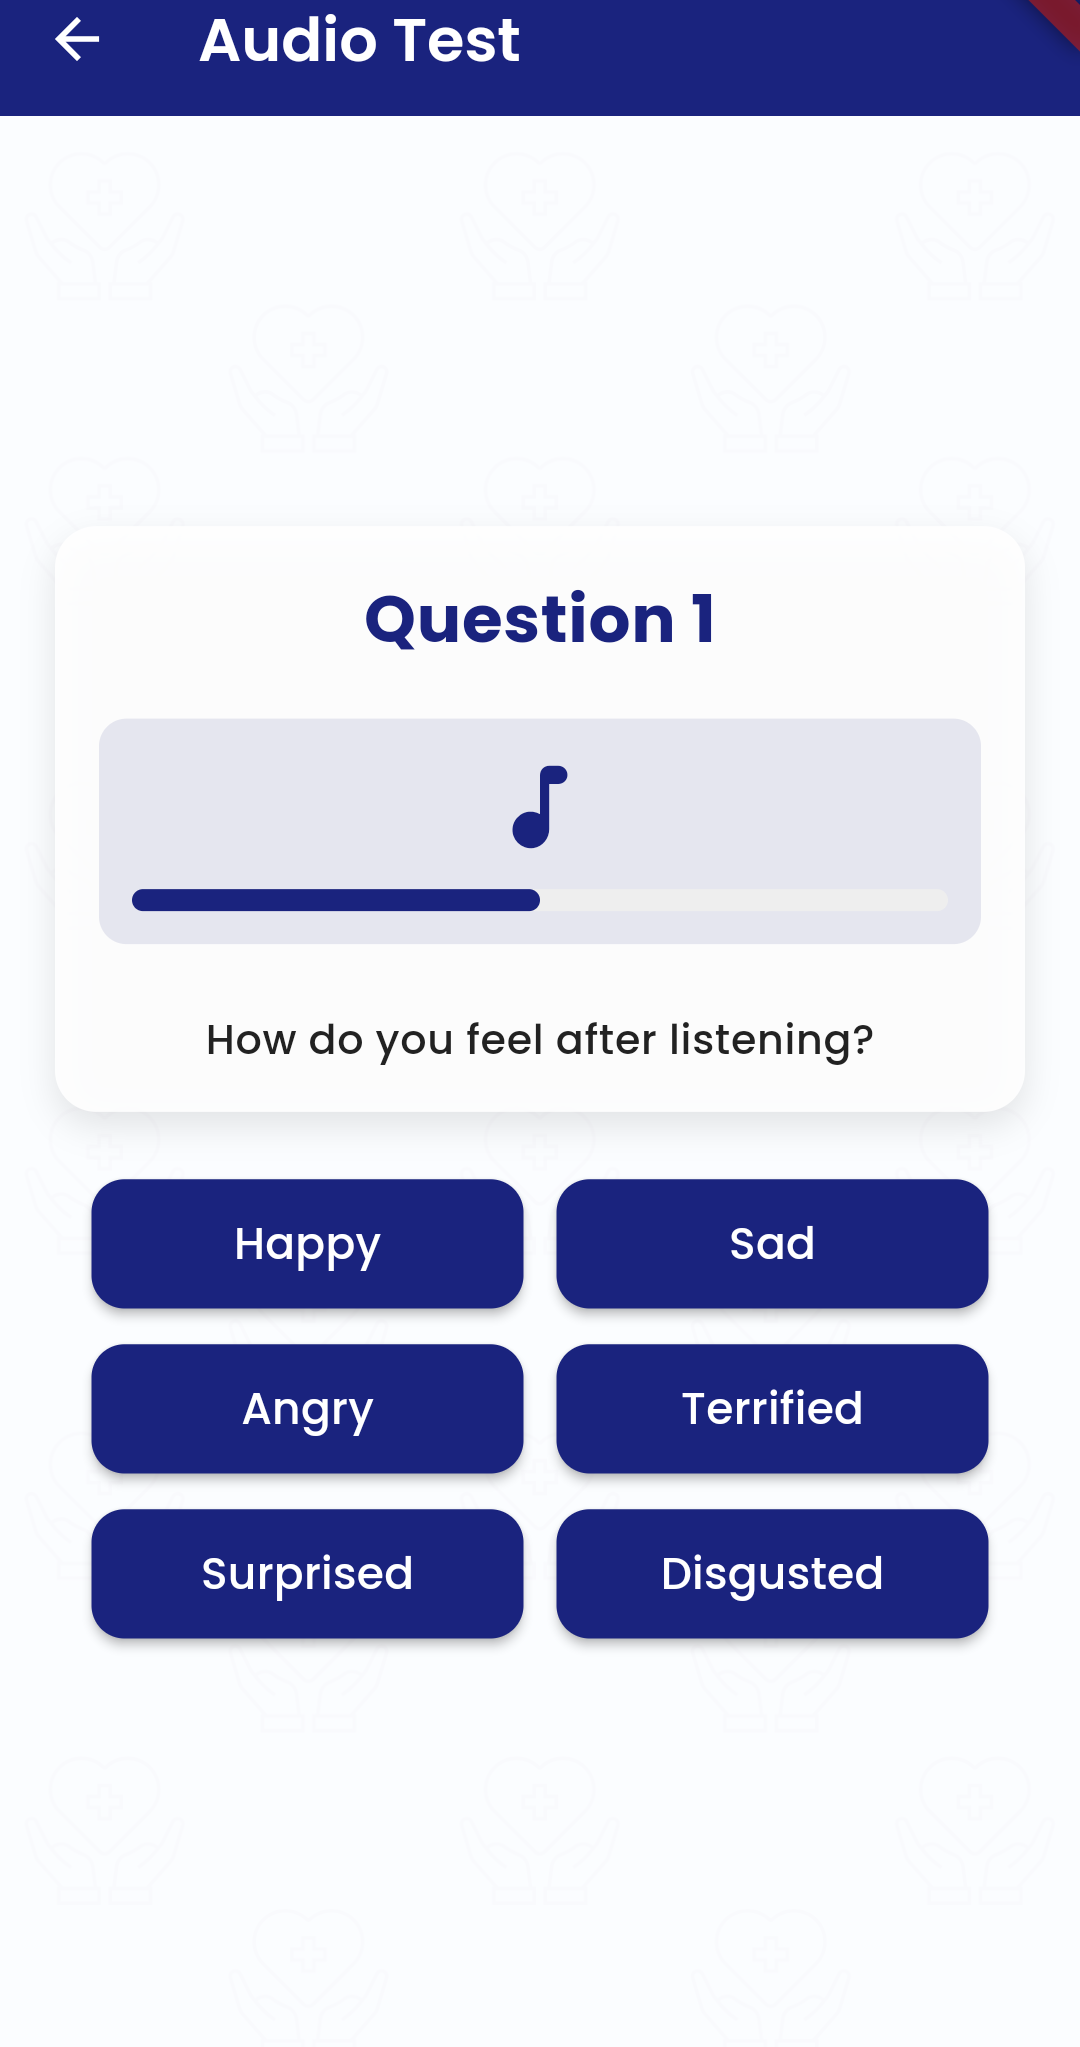 Audio Test
Question 1
How do you feel after listening?
Happy
Sad
Angry
Terrified
Surprised
Disgusted